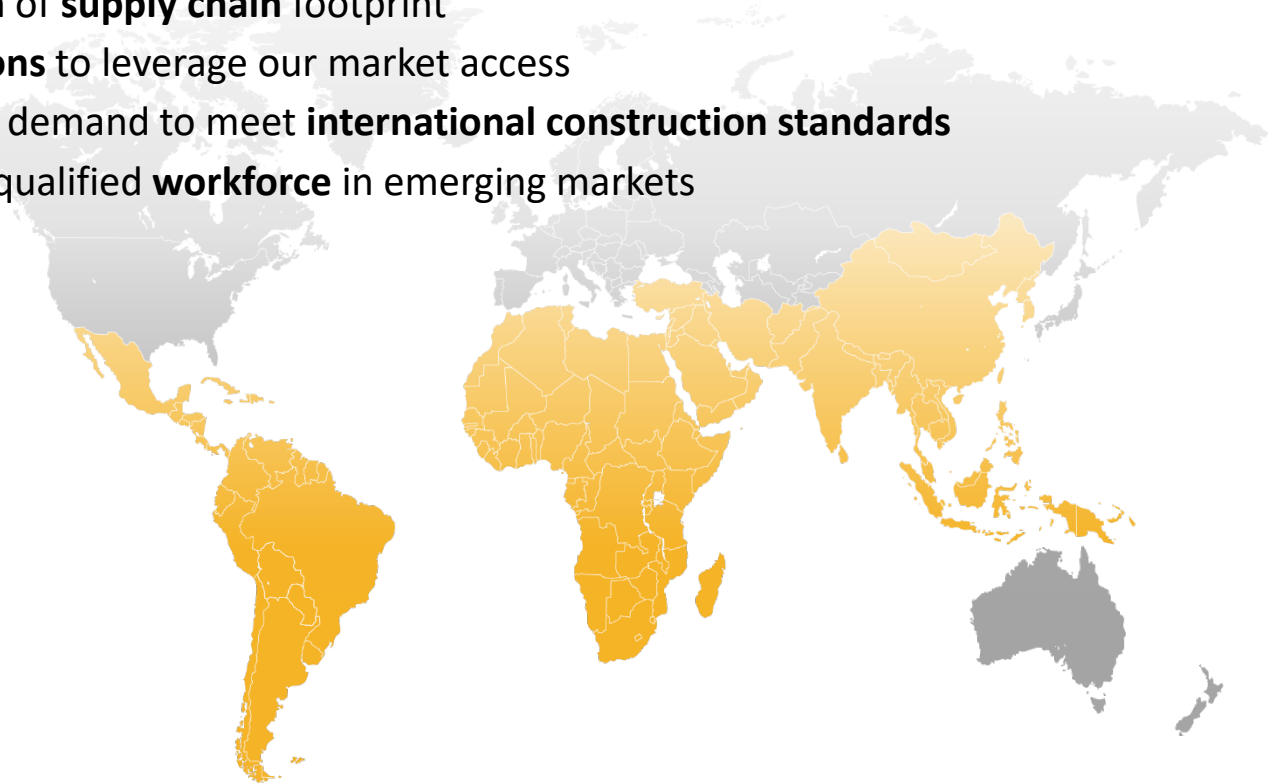 of supply chain footprint
ons to leverage our market access
demand to meet international construction standards
qualified workforce in emerging markets